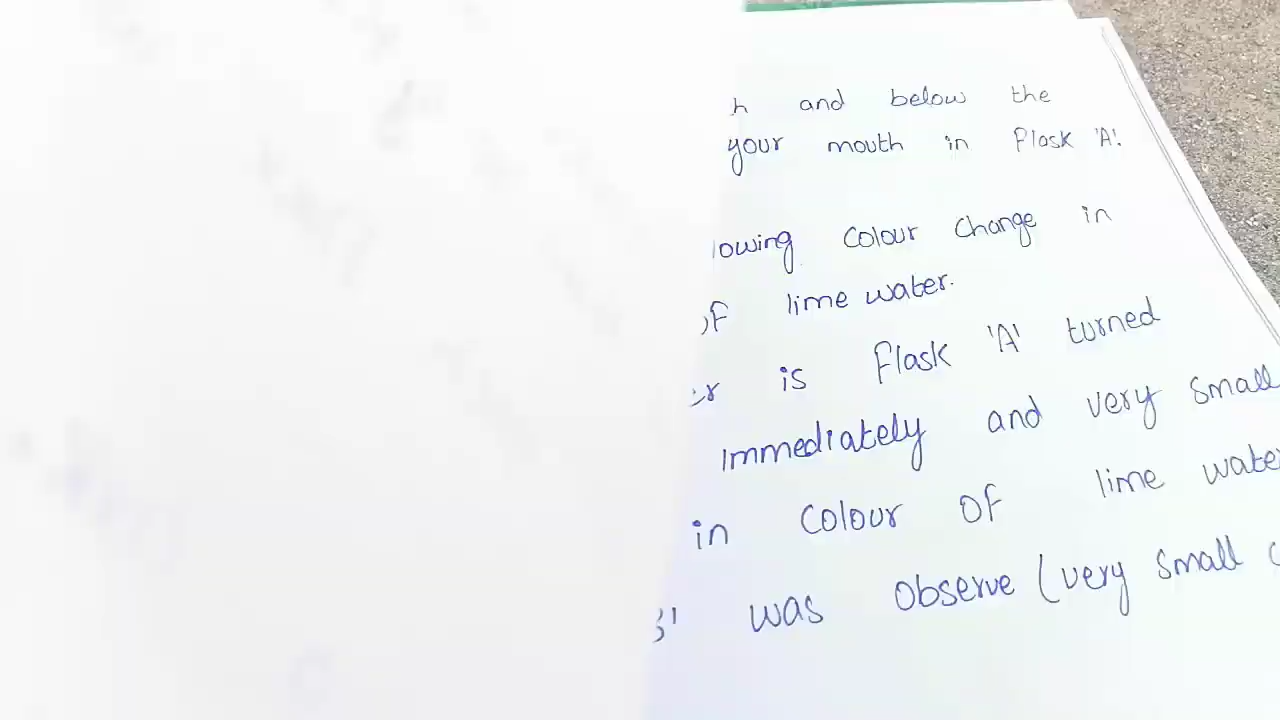 and below the
your mouth in Flask 'A'.
colour change in
lime water.
is Flask 'A' turned
immediately and very small
in colour of lime water
was observe (very small